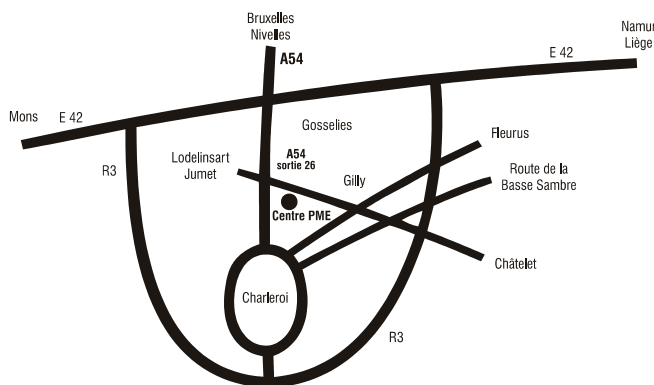 Bruxelles
Nivelles
A54
Namur
Liège
E 42
Mons
E 42
Gosselies
Fleurus
R3
Lodelinsart
Jumet
A54
sortie 26
Gilly
Route de la
Basse Sambre
Centre PME
Châtelet
Charleroi
R3